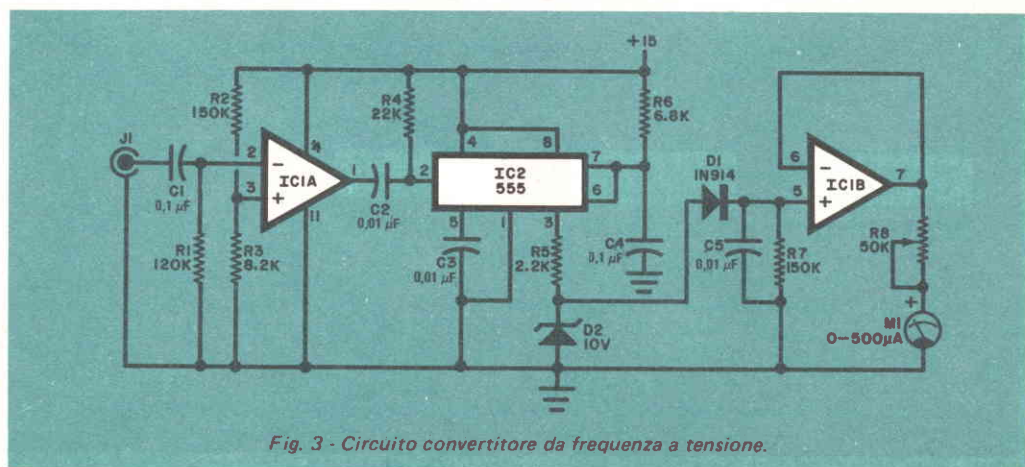 +15
R2
150K
R4
22K
R6
6.8K
J1
C1
0,1 µF
2
3
4
11
1
IC1A
C2
0,01 µF
2
4
8
7
6
5
1
3
IC2
555
D1
1N914
6
5
7
IC1B
R1
120K
R3
8.2K
C3
0,01 µF
R5
2.2K
C4
0,1 µF
C5
0,01 µF
R7
150K
R8
50K
D2
10V
+
M1
0-500µA
Fig. 3 - Circuito convertitore da frequenza a tensione.